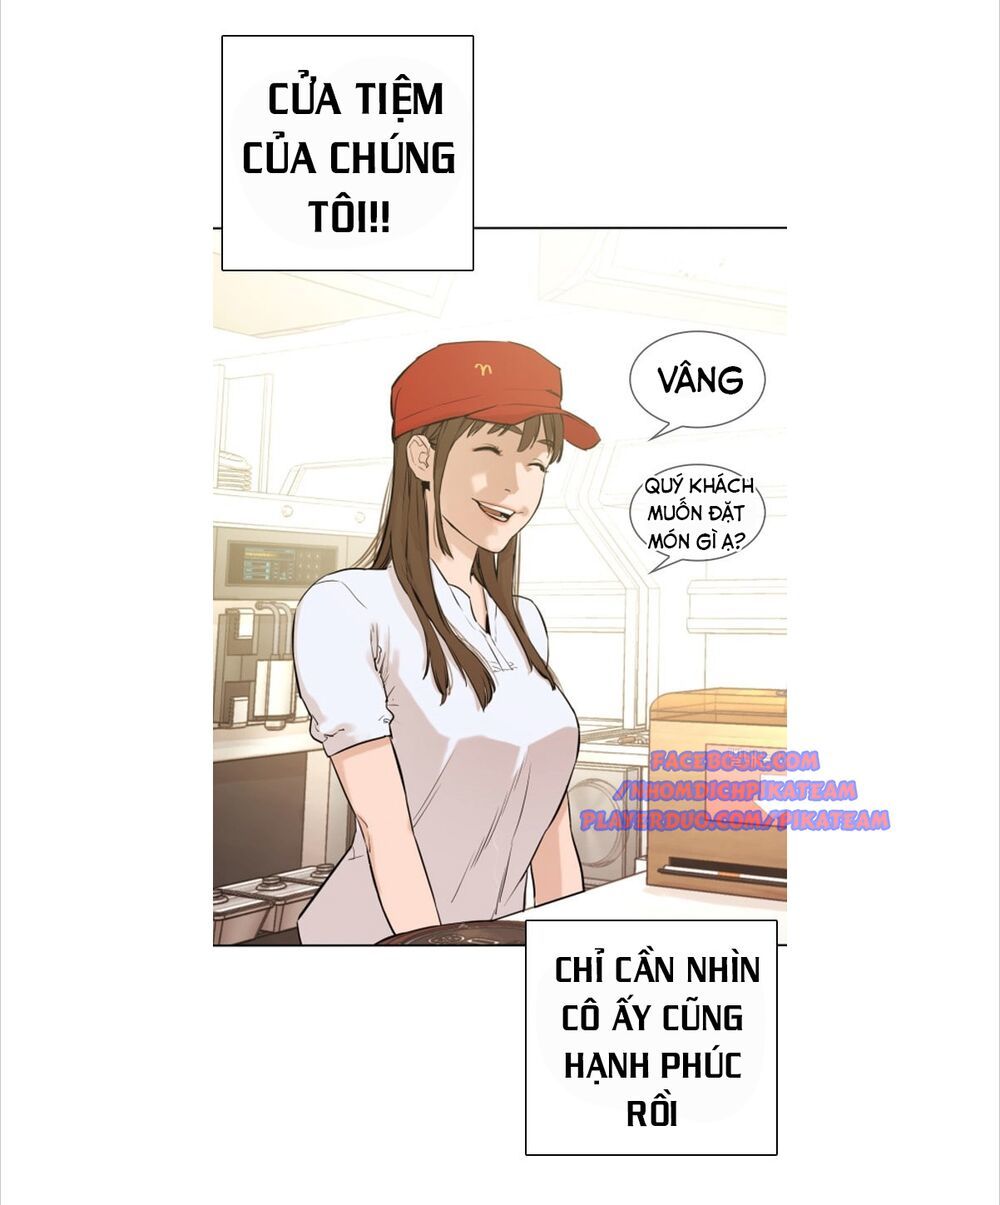 CỬA TIỆM
CỦA CHÚNG
TÔI!!
VÂNG
QUÝ KHÁCH
MUỐN ĐẶT
MÓN GÌ Ạ?
FACEBOOK.COM
/NHOMDICHPIKATEAM
PLAYERDUO.COM/PIKATEAM
CHỈ CẦN NHÌN
CÔ ẤY CŨNG
HẠNH PHÚC
RỒI